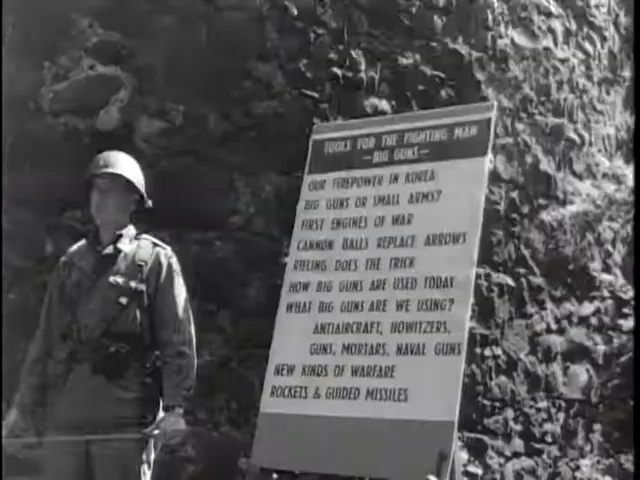 TOOLS FOR THE FIGHTING MAN
—BIG GUNS—
OUR FIREPOWER IN KOREA
BIG GUNS OR SMALL ARMS?
FIRST ENGINES OF WAR
CANNON BALLS REPLACE ARROWS
RIFLING DOES THE TRICK
HOW BIG GUNS ARE USED TODAY
WHAT BIG GUNS ARE WE USING?
ANTIAIRCRAFT, HOWITZERS,
GUNS, MORTARS, NAVAL GUNS
NEW KINDS OF WARFARE
ROCKETS & GUIDED MISSILES